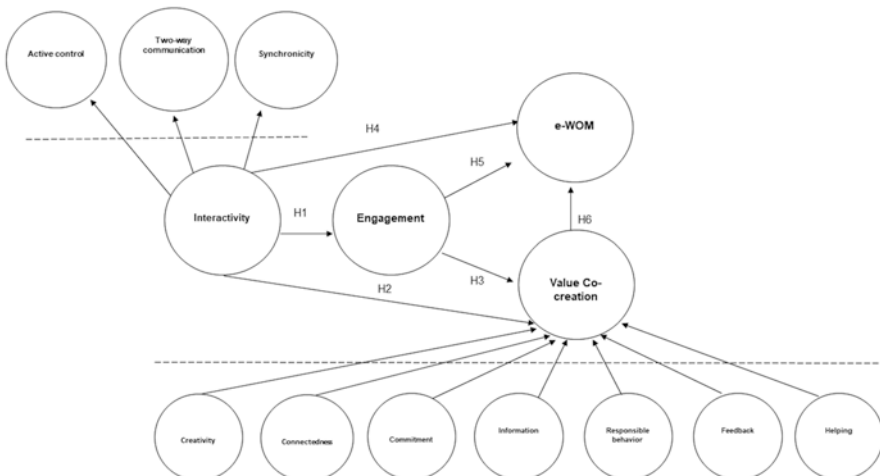 Active control
Two-way
communication
Synchronicity
H4
e-WOM
H5
Interactivity
H1
Engagement
H6
H3
H2
Value Co-
creation
Creativity
Connectedness
Commitment
Information
Responsible
behavior
Feedback
Helping